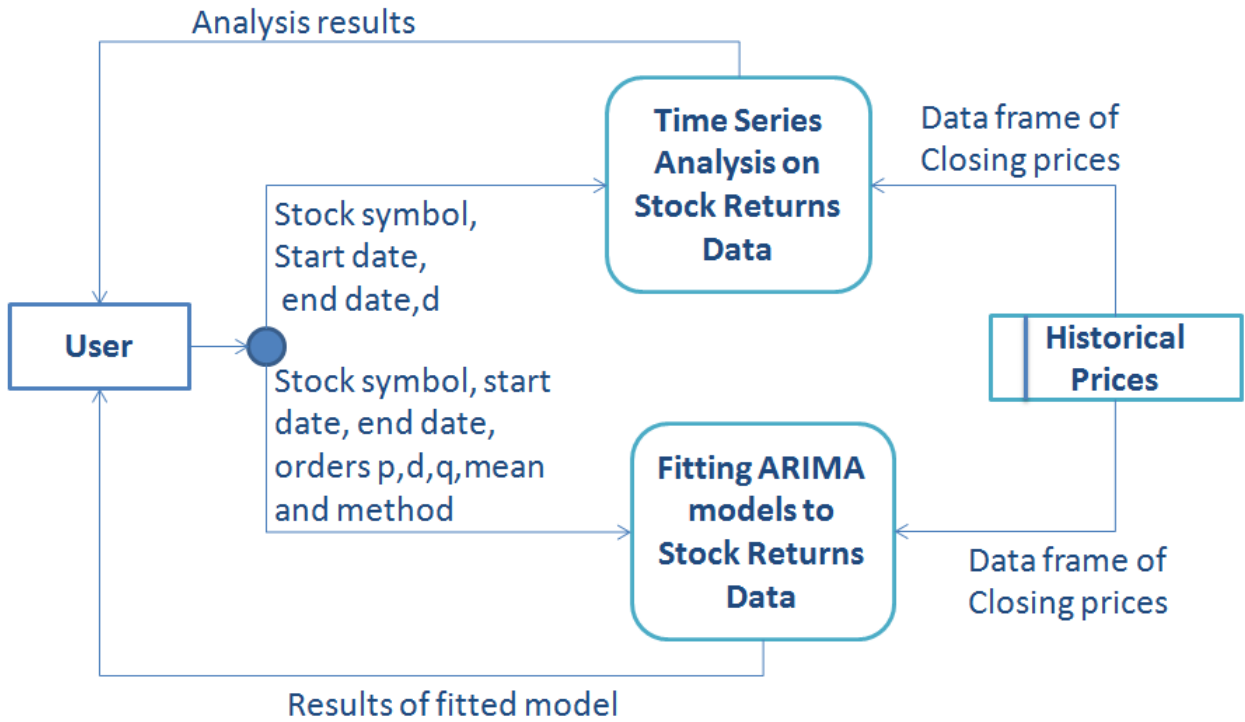 Analysis results
Time Series
Analysis on
Stock Returns
Data
Data frame of
Closing prices
Stock symbol,
Start date,
end date,d
User
Historical
Prices
Stock symbol, start
date, end date,
orders p,d,q,mean
and method
Fitting ARIMA
models to
Stock Returns
Data
Data frame of
Closing prices
Results of fitted model